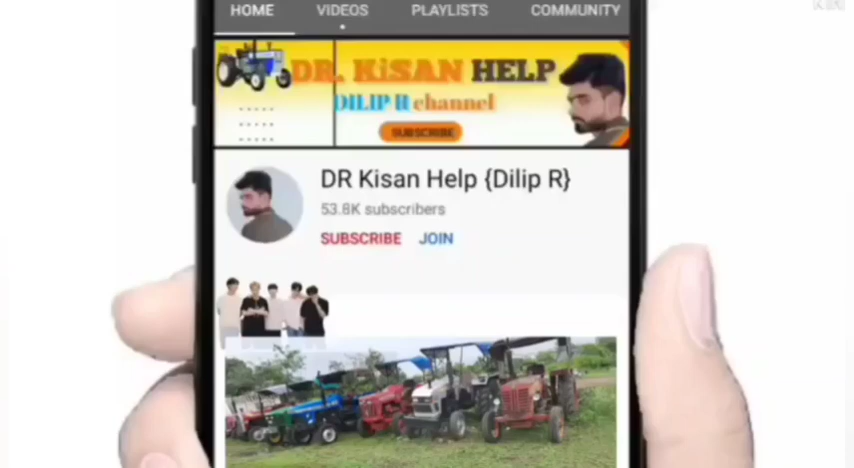 HOME VIDEOS PLAYLISTS COMMUNITY
DR. KiSAN HELP
DILIP R channel
SUBSCRIBE
DR Kisan Help {Dilip R}
53.8K subscribers
SUBSCRIBE JOIN